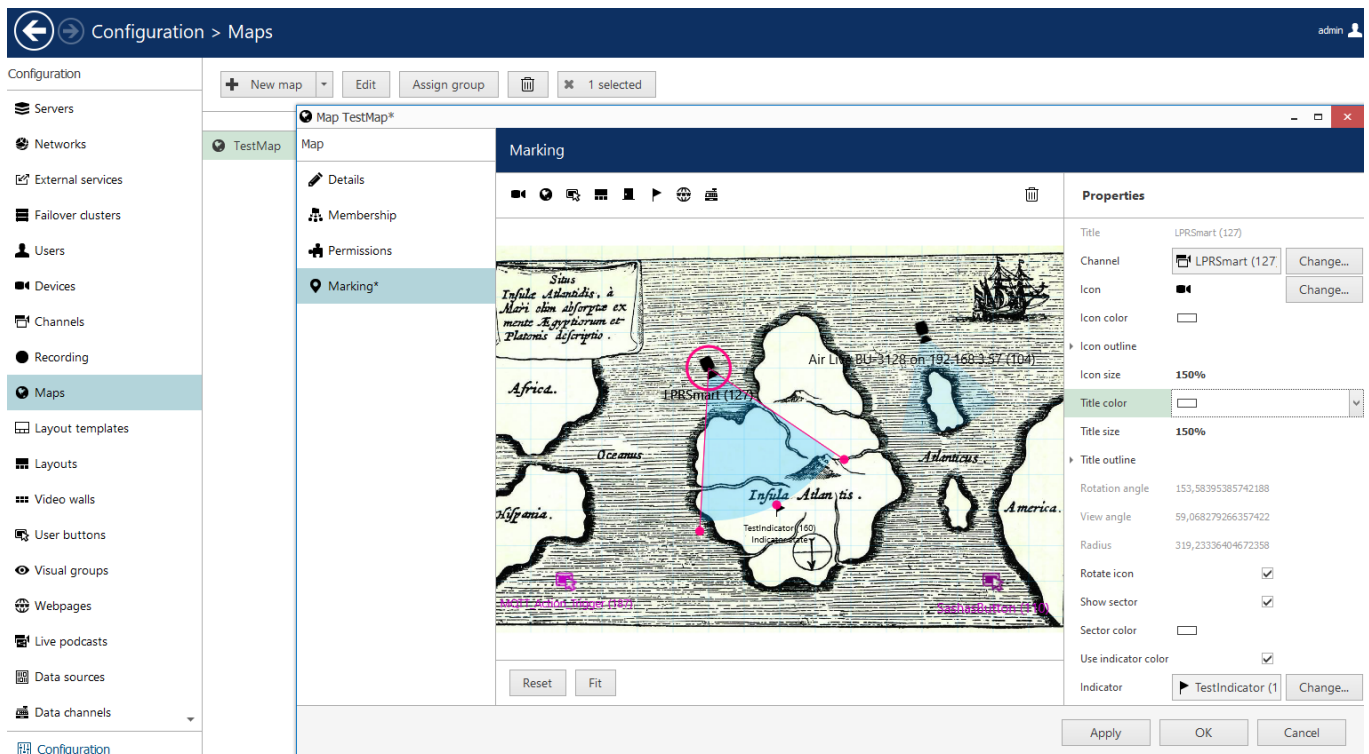 Configuration > Maps
admin
Configuration
Servers
Networks
External services
Failover clusters
Users
Devices
Channels
Recording
Maps
Layout templates
Layouts
Video walls
User buttons
Visual groups
Webpages
Live podcasts
Data sources
Data channels
Configuration
New map
Edit
Assign group
1 selected
TestMap
Map TestMap*
Map
Details
Membership
Permissions
Marking*
Marking
Situs
Insulæ Atlantidis, à
Mari olim absorptæ ex
mente Ægyptiorum et
Platonis descriptio .
Africa.
Air Live BU-3128 on 192.168.3.57 (104)
LPRSmart (127)
Oceanus
Atlanticus
Insula Atlantis .
America.
Hispania.
TestIndicator (160)
Indicator state
MQTT_Action_trigger (187)
SashasButton (110)
Reset
Fit
Properties
Title LPRSmart (127)
Channel LPRSmart (127 Change...
Icon Change...
Icon color
Icon outline
Icon size 150%
Title color
Title size 150%
Title outline
Rotation angle 153,58395385742188
View angle 59,068279266357422
Radius 319,23336404672358
Rotate icon
Show sector
Sector color
Use indicator color
Indicator TestIndicator (1 Change...
Apply
OK
Cancel